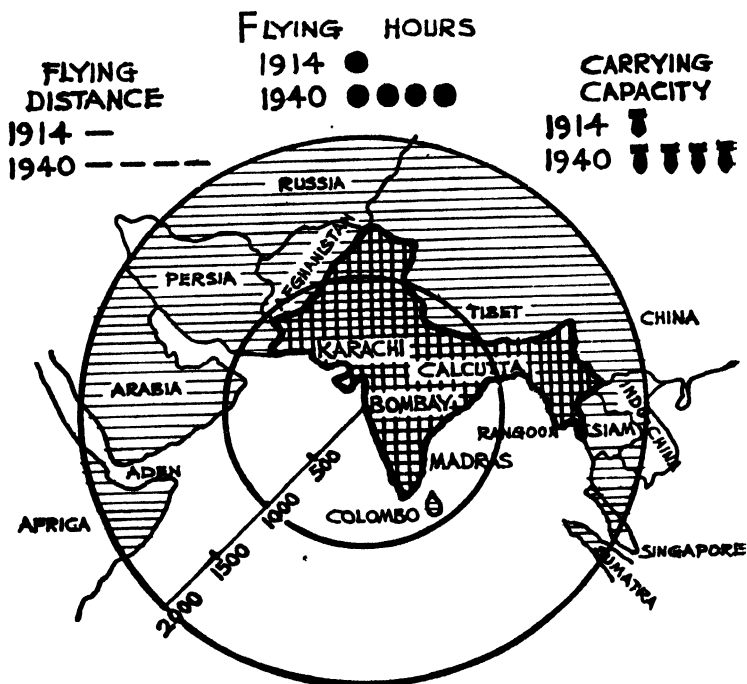 FLYING HOURS
1914
1940
FLYING
DISTANCE
1914
1940
CARRYING
CAPACITY
1914
1940
RUSSIA
AFGHANISTAN
PERSIA
TIBET
CHINA
KARACHI
CALCUTTA
ARABIA
BOMBAY
INDO CHINA
RANGOON
SIAM
MADRAS
ADEN
COLOMBO
AFRIGA
SINGAPORE
SUMATRA
500
1000
1500
2000